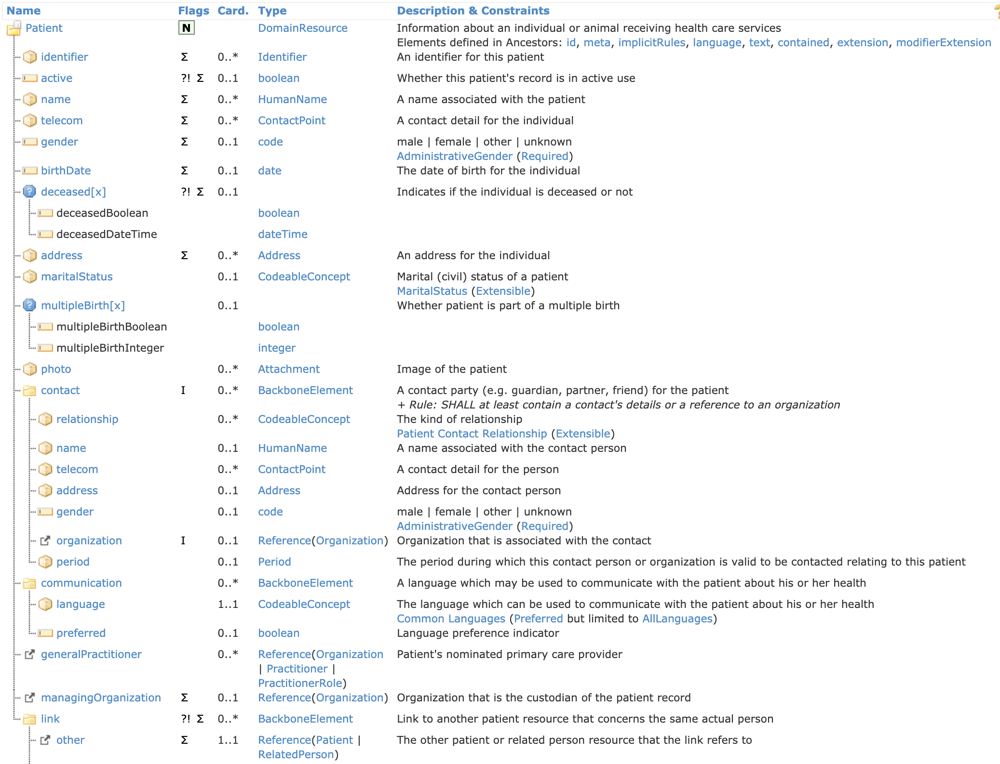 Name Flags Card. Type Description & Constraints
Patient N DomainResource Information about an individual or animal receiving health care services
Elements defined in Ancestors: id, meta, implicitRules, language, text, contained, extension, modifierExtension
identifier Σ 0..* Identifier An identifier for this patient
active ?! Σ 0..1 boolean Whether this patient's record is in active use
name Σ 0..* HumanName A name associated with the patient
telecom Σ 0..* ContactPoint A contact detail for the individual
gender Σ 0..1 code male | female | other | unknown
AdministrativeGender (Required)
birthDate Σ 0..1 date The date of birth for the individual
deceased[x] ?! Σ 0..1 Indicates if the individual is deceased or not
deceasedBoolean boolean
deceasedDateTime dateTime
address Σ 0..* Address An address for the individual
maritalStatus 0..1 CodeableConcept Marital (civil) status of a patient
MaritalStatus (Extensible)
multipleBirth[x] 0..1 Whether patient is part of a multiple birth
multipleBirthBoolean boolean
multipleBirthInteger integer
photo 0..* Attachment Image of the patient
contact I 0..* BackboneElement A contact party (e.g. guardian, partner, friend) for the patient
+ Rule: SHALL at least contain a contact's details or a reference to an organization
relationship 0..* CodeableConcept The kind of relationship
Patient Contact Relationship (Extensible)
name 0..1 HumanName A name associated with the contact person
telecom 0..* ContactPoint A contact detail for the person
address 0..1 Address Address for the contact person
gender 0..1 code male | female | other | unknown
AdministrativeGender (Required)
organization I 0..1 Reference(Organization) Organization that is associated with the contact
period 0..1 Period The period during which this contact person or organization is valid to be contacted relating to this patient
communication 0..* BackboneElement A language which may be used to communicate with the patient about his or her health
language 1..1 CodeableConcept The language which can be used to communicate with the patient about his or her health
Common Languages (Preferred but limited to AllLanguages)
preferred 0..1 boolean Language preference indicator
generalPractitioner 0..* Reference(Organization Patient's nominated primary care provider
| Practitioner |
PractitionerRole)
managingOrganization Σ 0..1 Reference(Organization) Organization that is the custodian of the patient record
link ?! Σ 0..* BackboneElement Link to another patient resource that concerns the same actual person
other Σ 1..1 Reference(Patient | The other patient or related person resource that the link refers to
RelatedPerson)